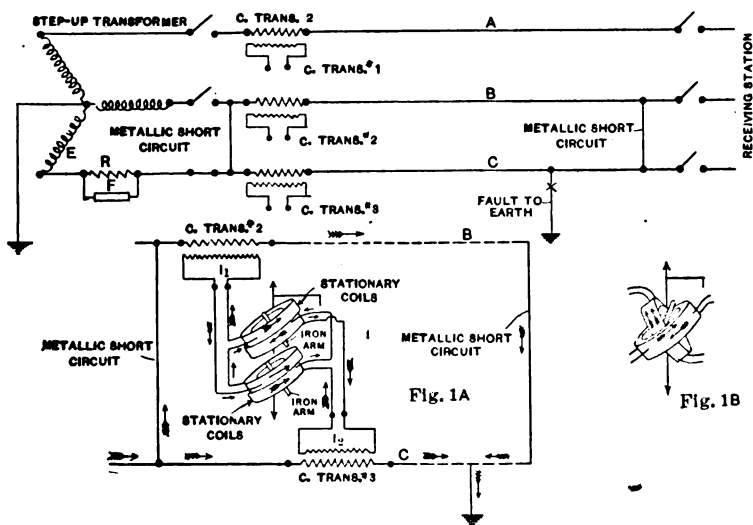 STEP-UP TRANSFORMER
C. TRANS. 2
A
C. TRANS.#1
B
METALLIC SHORT
CIRCUIT
C. TRANS.#2
METALLIC SHORT
CIRCUIT
RECEIVING STATION
E
R
F
C
C. TRANS.#3
FAULT TO
EARTH
C. TRANS.#2
B
I1
STATIONARY
COILS
IRON
ARM
METALLIC SHORT
CIRCUIT
METALLIC SHORT
CIRCUIT
1
Fig. 1A
Fig. 1B
STATIONARY
COILS
IRON
ARM
I2
C. TRANS.#3
C